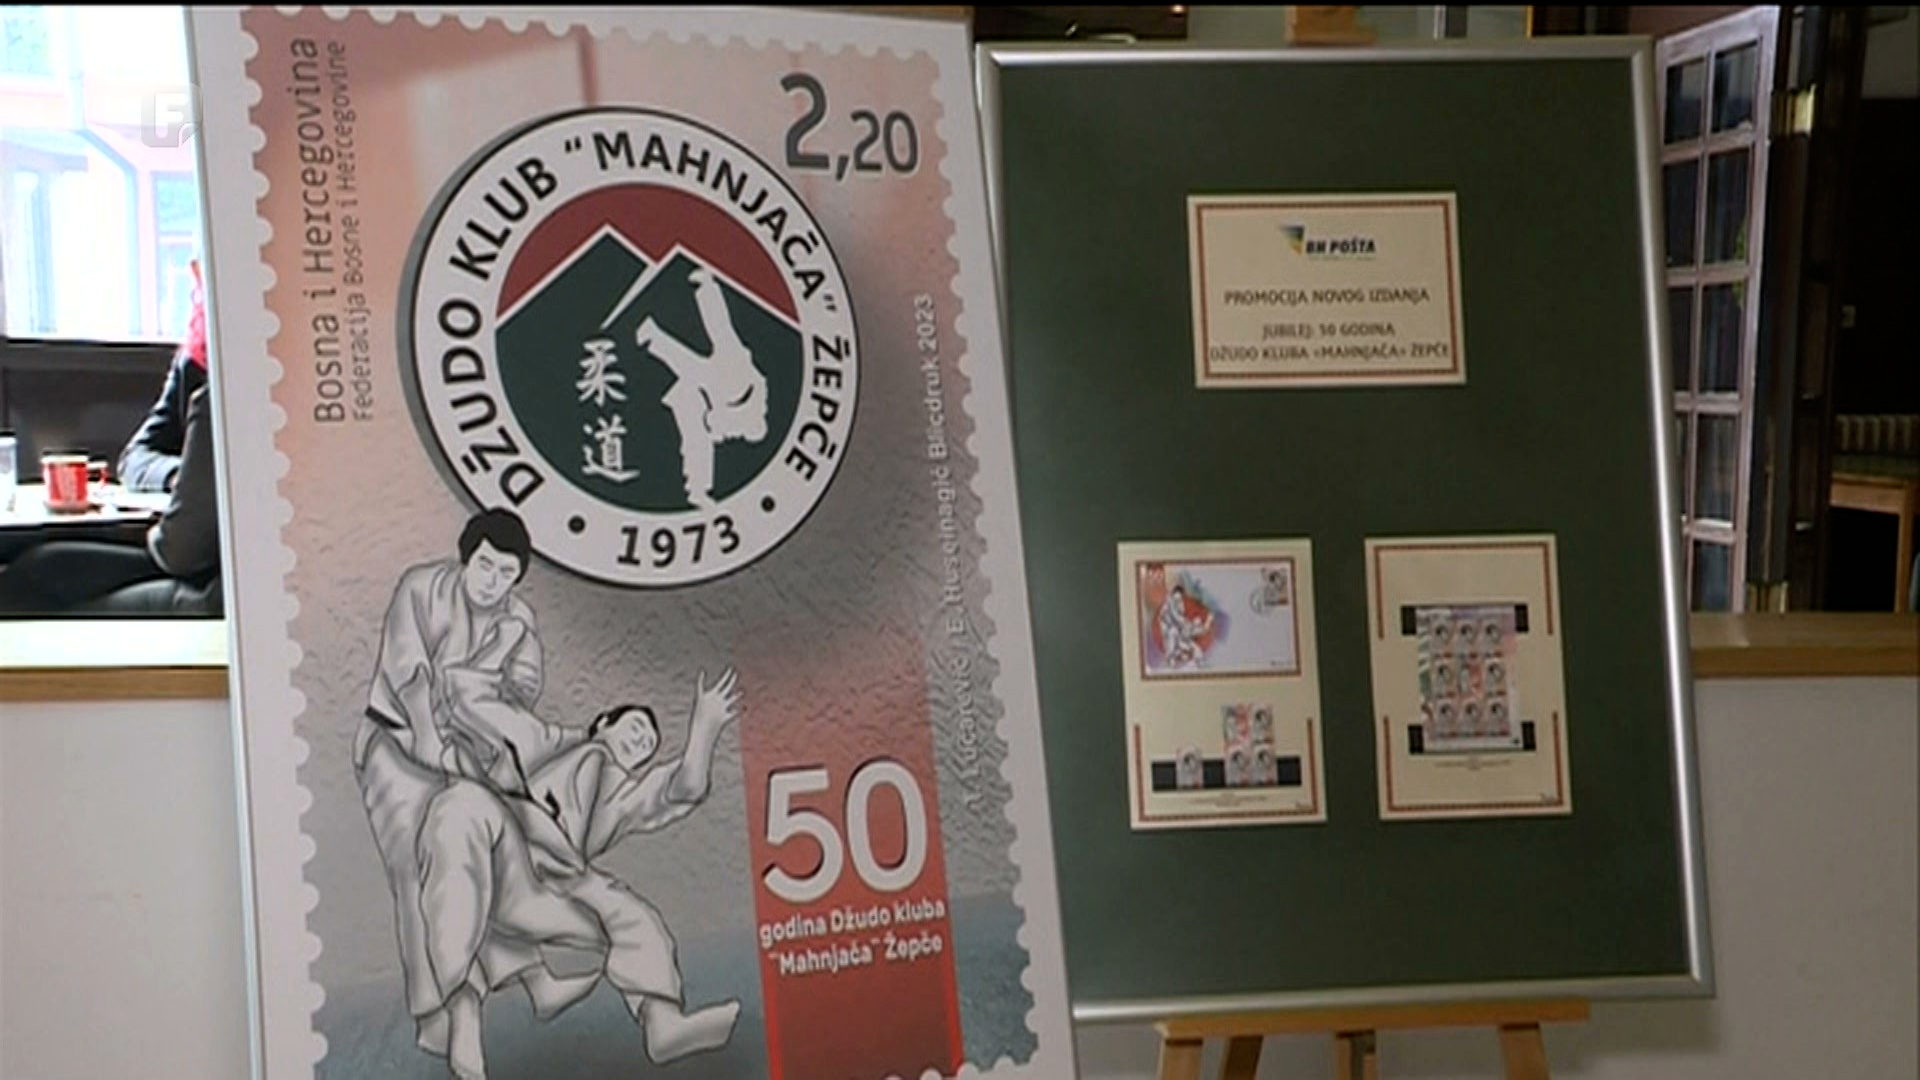 Bosna i Hercegovina
Federacija Bosne i Hercegovine
2,20
DŽUDO KLUB "MAHNJAČA" ŽEPČE
柔道
• 1973 •
E. Huseinagić Blicdruk 2023
50
godina Džudo kluba
"Mahnjača" Žepče
BH POŠTA
PROMOCIJA NOVOG IZDANJA
JUBILEJ: 50 GODINA
DŽUDO KLUBA «MAHNJAČA» ŽEPČE
50
F